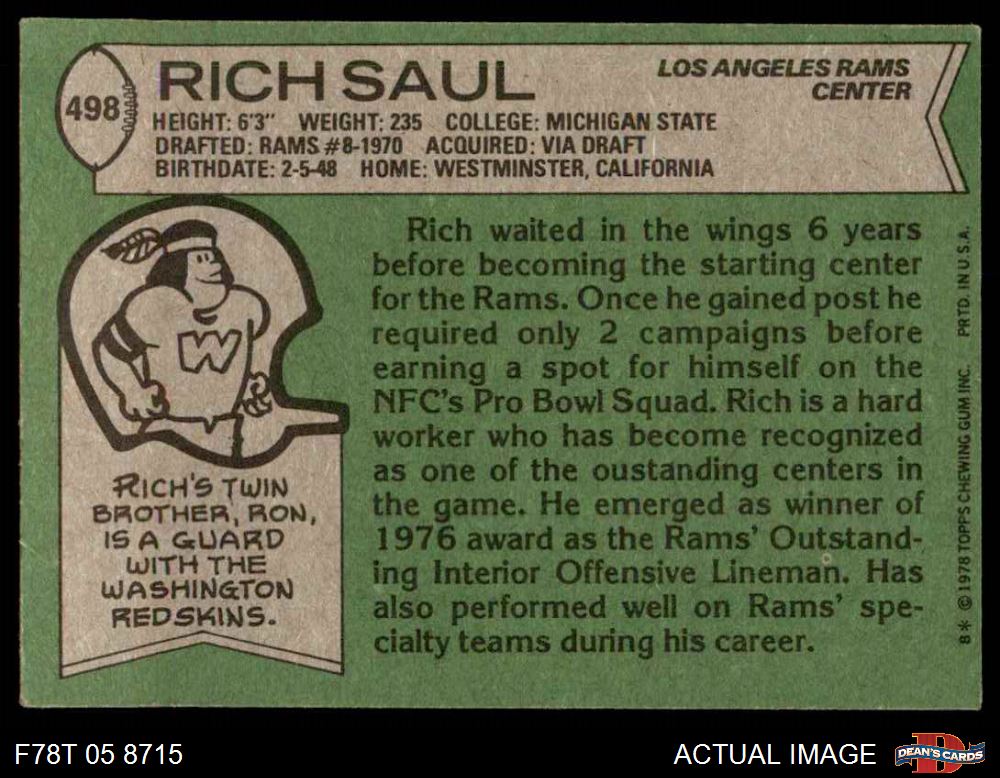 498
RICH SAUL
LOS ANGELES RAMS
CENTER
HEIGHT: 6'3" WEIGHT: 235 COLLEGE: MICHIGAN STATE
DRAFTED: RAMS #8-1970 ACQUIRED: VIA DRAFT
BIRTHDATE: 2-5-48 HOME: WESTMINSTER, CALIFORNIA
W
RICH'S TWIN
BROTHER, RON,
IS A GUARD
WITH THE
WASHINGTON
REDSKINS.
Rich waited in the wings 6 years
before becoming the starting center
for the Rams. Once he gained post he
required only 2 campaigns before
earning a spot for himself on the
NFC's Pro Bowl Squad. Rich is a hard
worker who has become recognized
as one of the oustanding centers in
the game. He emerged as winner of
1976 award as the Rams' Outstand-
ing Interior Offensive Lineman. Has
also performed well on Rams' spe-
cialty teams during his career.
8* © 1978 TOPPS CHEWING GUM INC. PRTD. IN U.S.A.
F78T 05 8715
ACTUAL IMAGE
D
DEAN'S CARDS